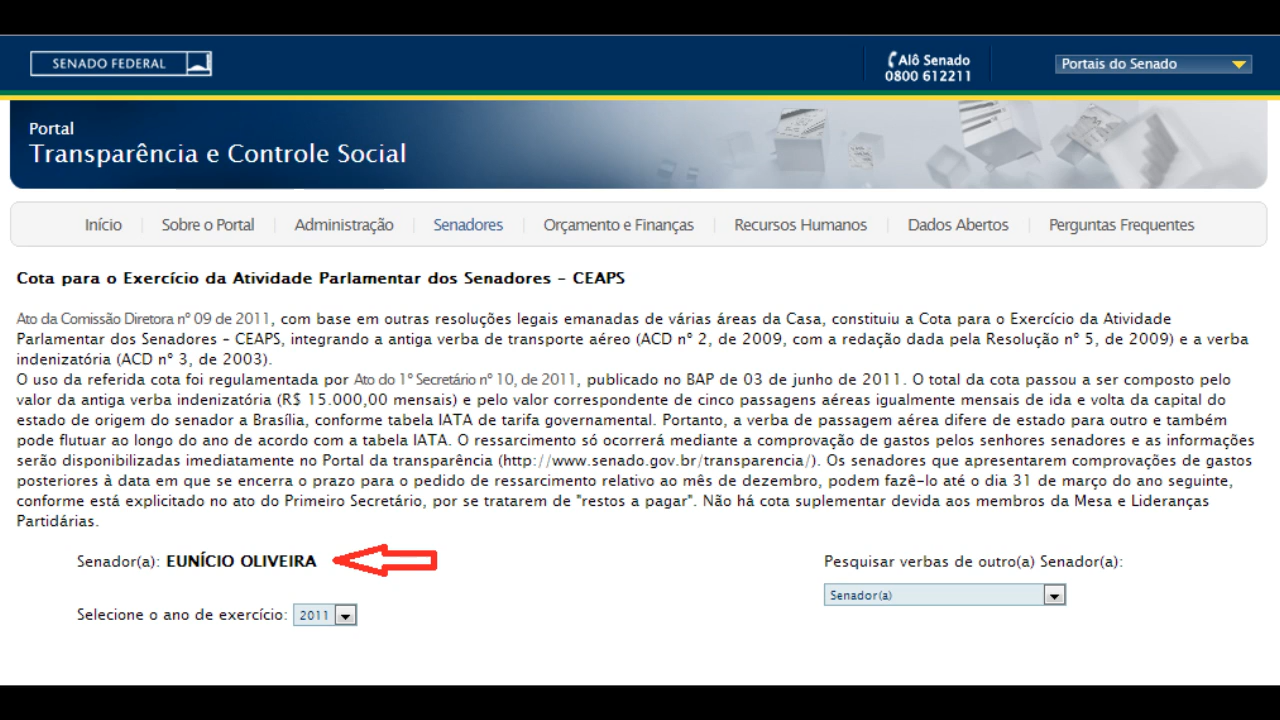 SENADO FEDERAL
Alô Senado
0800 612211
Portais do Senado
Portal
Transparência e Controle Social
Início
Sobre o Portal
Administração
Senadores
Orçamento e Finanças
Recursos Humanos
Dados Abertos
Perguntas Frequentes
Cota para o Exercício da Atividade Parlamentar dos Senadores - CEAPS
Ato da Comissão Diretora nº 09 de 2011, com base em outras resoluções legais emanadas de várias áreas da Casa, constituiu a Cota para o Exercício da Atividade
Parlamentar dos Senadores - CEAPS, integrando a antiga verba de transporte aéreo (ACD nº 2, de 2009, com a redação dada pela Resolução nº 5, de 2009) e a verba
indenizatória (ACD nº 3, de 2003).
O uso da referida cota foi regulamentada por Ato do 1º Secretário nº 10, de 2011, publicado no BAP de 03 de junho de 2011. O total da cota passou a ser composto pelo
valor da antiga verba indenizatória (R$ 15.000,00 mensais) e pelo valor correspondente de cinco passagens aéreas igualmente mensais de ida e volta da capital do
estado de origem do senador a Brasília, conforme tabela IATA de tarifa governamental. Portanto, a verba de passagem aérea difere de estado para outro e também
pode flutuar ao longo do ano de acordo com a tabela IATA. O ressarcimento só ocorrerá mediante a comprovação de gastos pelos senhores senadores e as informações
serão disponibilizadas imediatamente no Portal da transparência (http://www.senado.gov.br/transparencia/). Os senadores que apresentarem comprovações de gastos
posteriores à data em que se encerra o prazo para o pedido de ressarcimento relativo ao mês de dezembro, podem fazê-lo até o dia 31 de março do ano seguinte,
conforme está explicitado no ato do Primeiro Secretário, por se tratarem de "restos a pagar". Não há cota suplementar devida aos membros da Mesa e Lideranças
Partidárias.
Senador(a): EUNÍCIO OLIVEIRA
Pesquisar verbas de outro(a) Senador(a):
Senador(a)
Selecione o ano de exercício: 2011